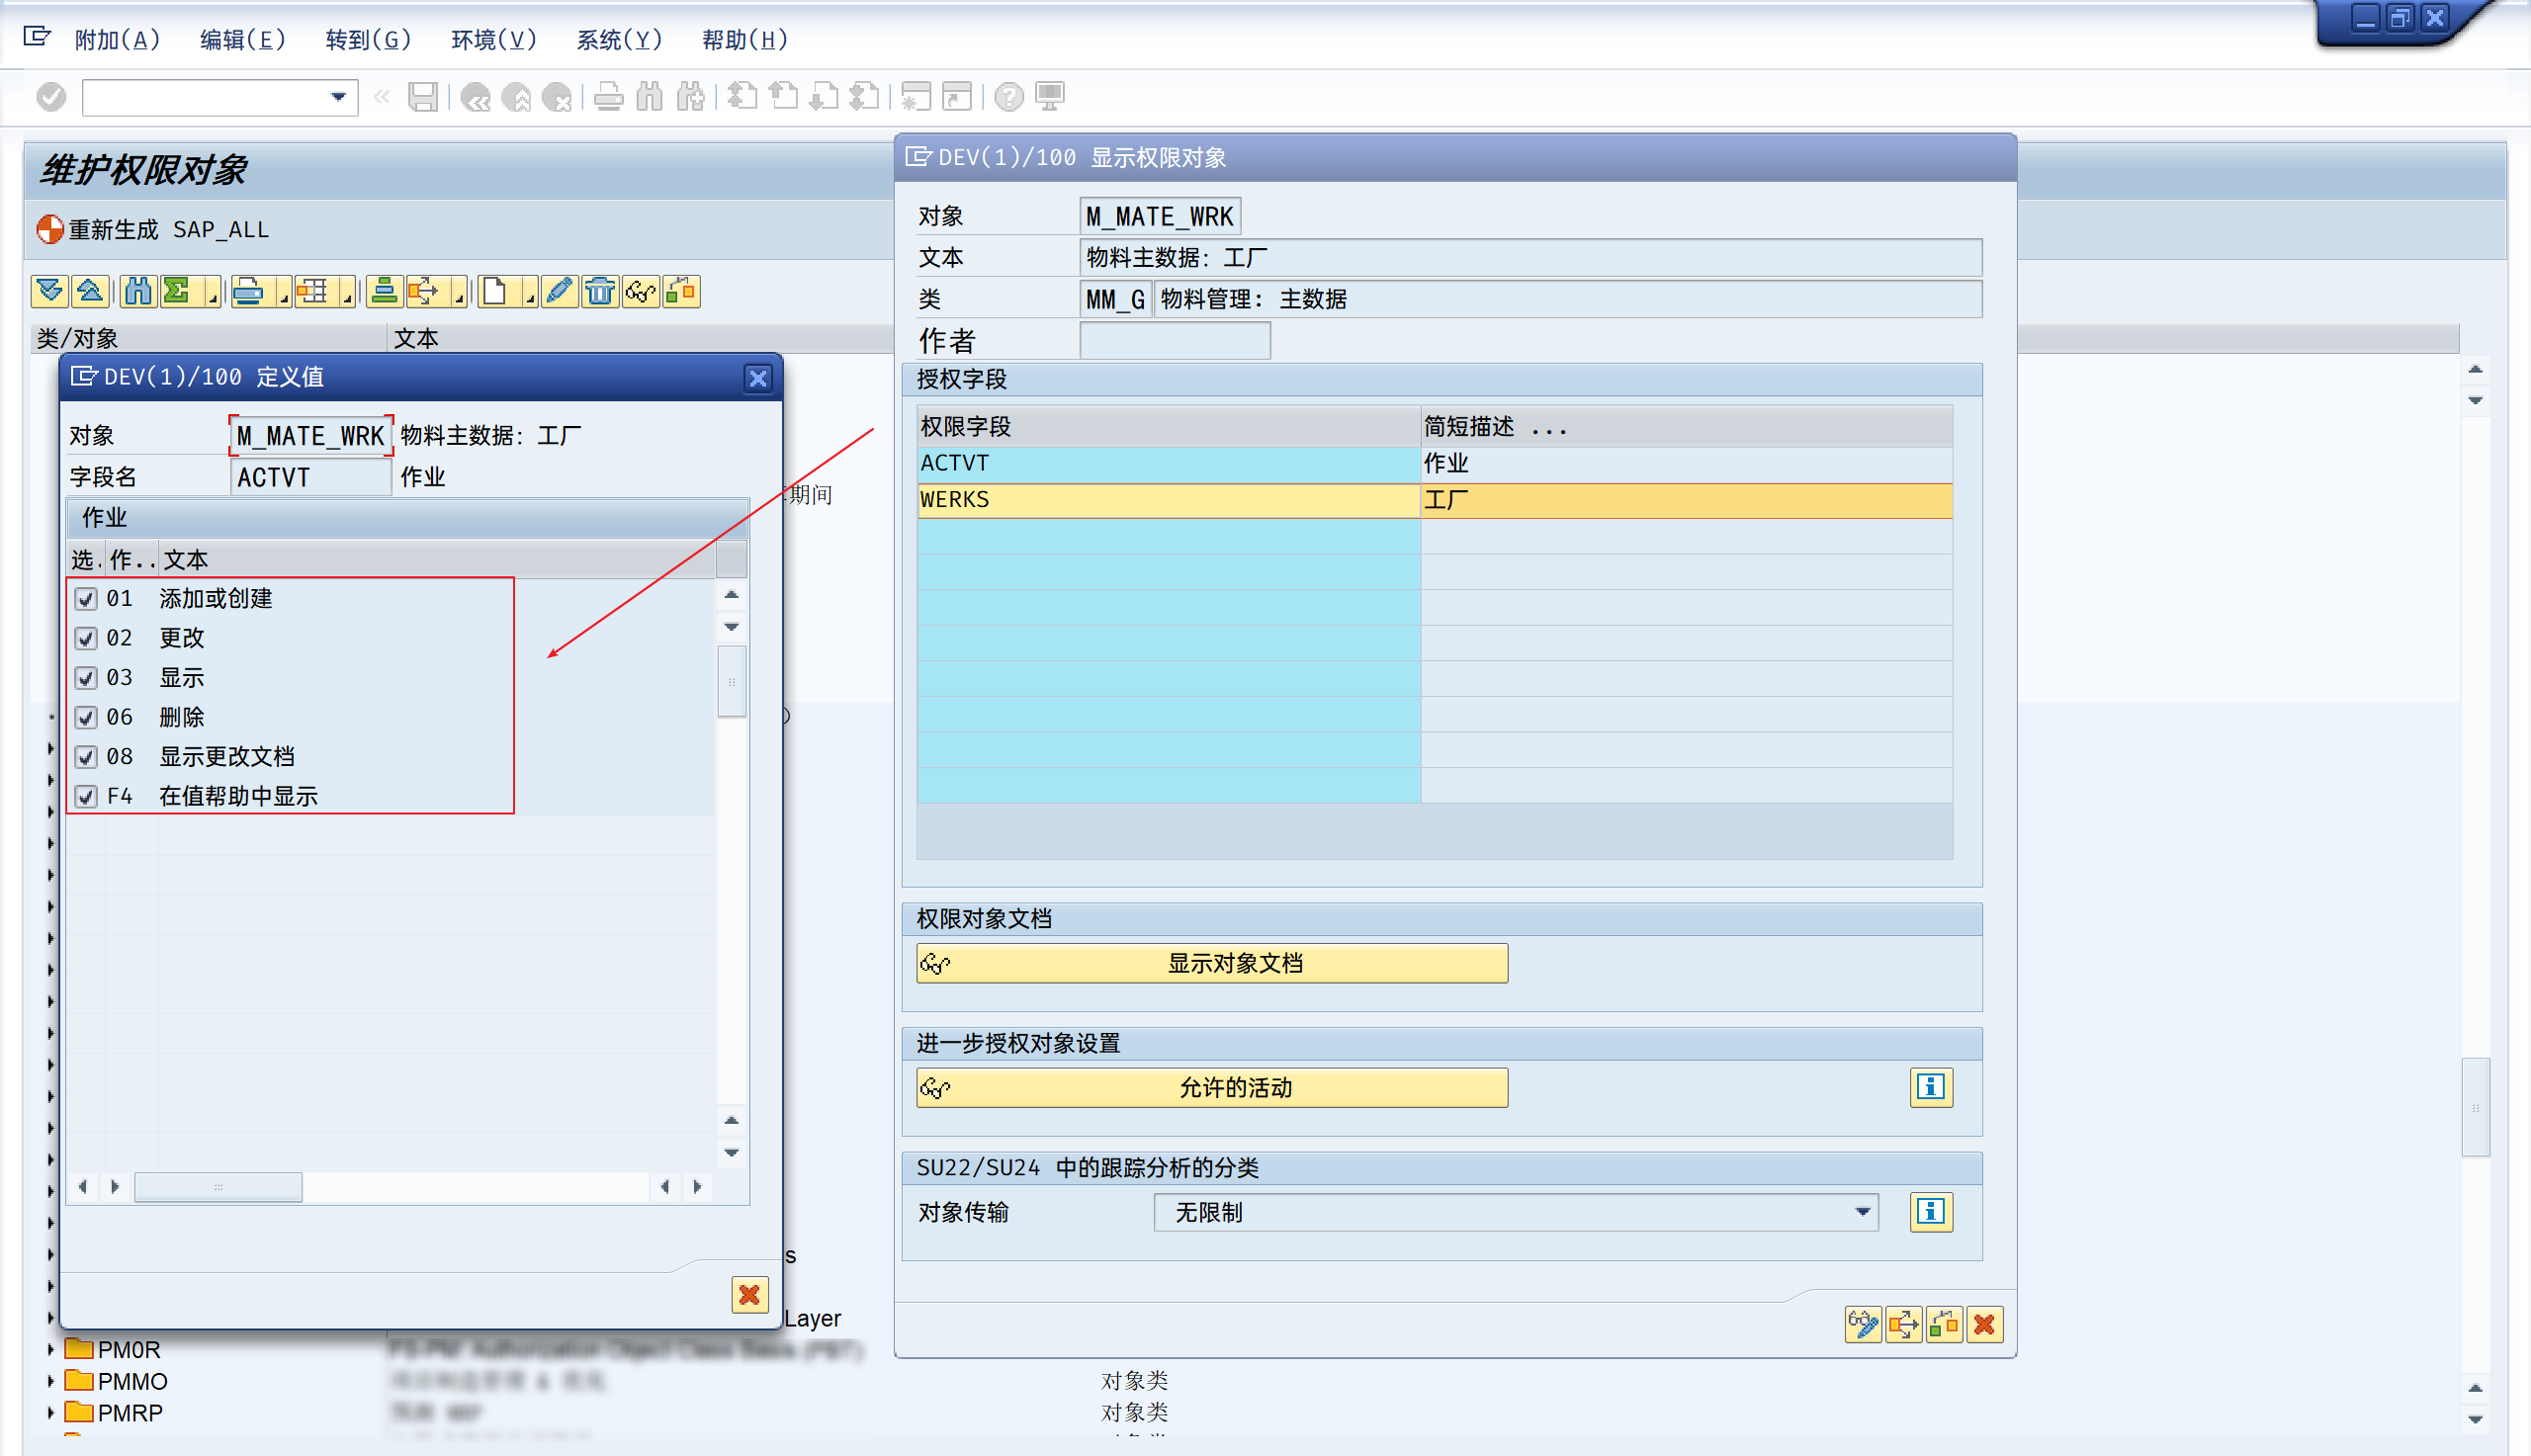 附加(A) 编辑(E) 转到(G) 环境(V) 系统(Y) 帮助(H)
维护权限对象
重新生成 SAP_ALL
类/对象 文本
期间
s
Layer
PM0R
PMMO 对象类
PMRP 对象类
DEV(1)/100 定义值
对象 M_MATE_WRK 物料主数据: 工厂
字段名 ACTVT 作业
作业
选. 作.. 文本
01 添加或创建
02 更改
03 显示
06 删除
08 显示更改文档
F4 在值帮助中显示
DEV(1)/100 显示权限对象
对象 M_MATE_WRK
文本 物料主数据: 工厂
类 MM_G 物料管理: 主数据
作者
授权字段
权限字段 简短描述 ...
ACTVT 作业
WERKS 工厂
权限对象文档
显示对象文档
进一步授权对象设置
允许的活动
SU22/SU24 中的跟踪分析的分类
对象传输 无限制